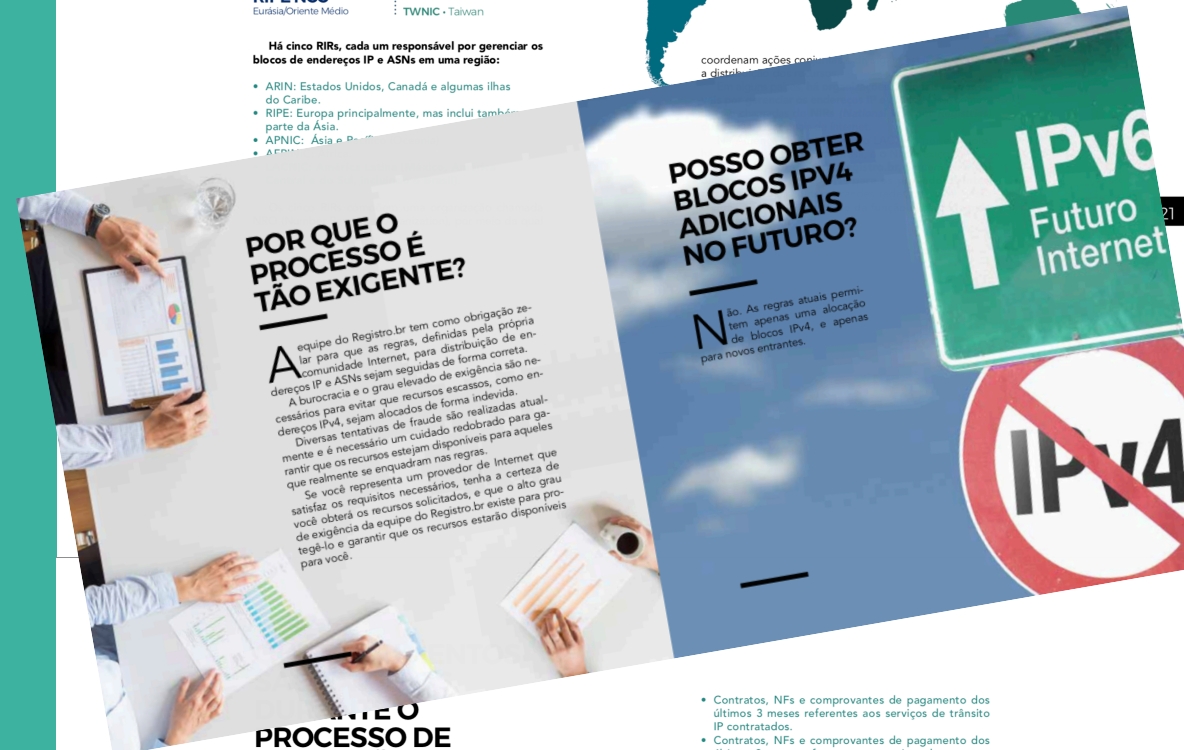 RIPE NCC
Eurásia/Oriente Médio
TWNIC • Taiwan
Há cinco RIRs, cada um responsável por gerenciar os
blocos de endereços IP e ASNs em uma região:
• ARIN: Estados Unidos, Canadá e algumas ilhas
do Caribe.
• RIPE: Europa principalmente, mas inclui também
parte da Ásia.
• APNIC: Ásia e
coordenam ações
a
21
POR QUE O
PROCESSO É
TÃO EXIGENTE?
A equipe do Registro.br tem como obrigação ze-
lar para que as regras, definidas pela própria
comunidade Internet, para distribuição de en-
dereços IP e ASNs sejam seguidas de forma correta.
A burocracia e o grau elevado de exigência são ne-
cessários para evitar que recursos escassos, como en-
dereços IPv4, sejam alocados de forma indevida.
Diversas tentativas de fraude são realizadas atual-
mente e é necessário um cuidado redobrado para ga-
rantir que os recursos estejam disponíveis para aqueles
que realmente se enquadram nas regras.
Se você representa um provedor de Internet que
satisfaz os requisitos necessários, tenha a certeza de
você obterá os recursos solicitados, e que o alto grau
de exigência da equipe do Registro.br existe para pro-
tegê-lo e garantir que os recursos estarão disponíveis
para você.
POSSO OBTER
BLOCOS IPV4
ADICIONAIS
NO FUTURO?
Não. As regras atuais permi-
tem apenas uma alocação
de blocos IPv4, e apenas
para novos entrantes.
IPv6
Futuro
Internet
IPv4
DURANTE O
PROCESSO DE
• Contratos, NFs e comprovantes de pagamento dos
últimos 3 meses referentes aos serviços de trânsito
IP contratados.
• Contratos, NFs e comprovantes de pagamento dos